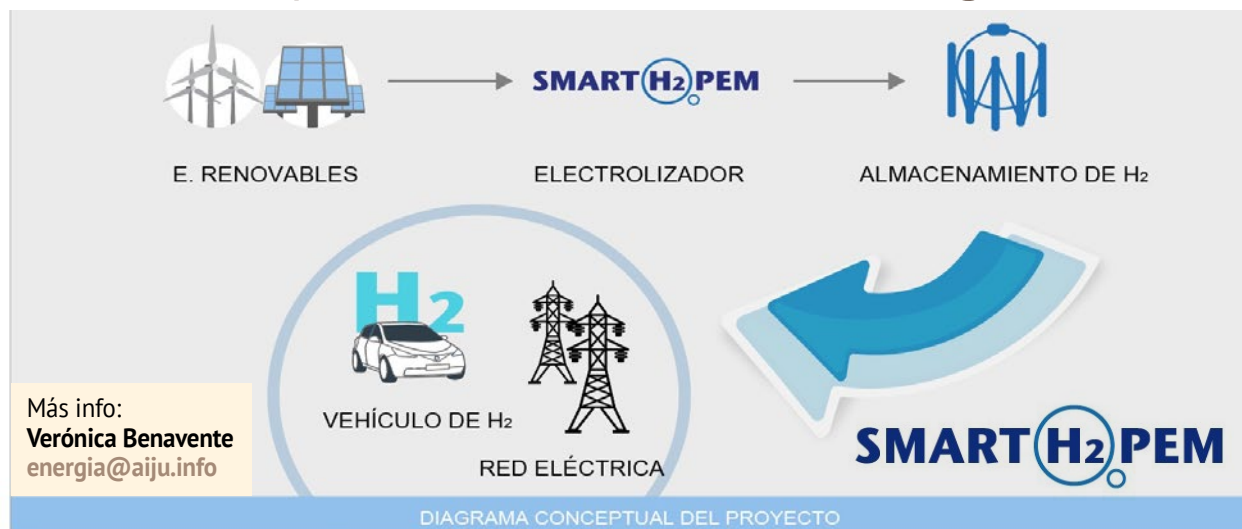 SMART H2 PEM
E. RENOVABLES
ELECTROLIZADOR
ALMACENAMIENTO DE H2
H2
VEHÍCULO DE H2
RED ELÉCTRICA
Más info:
Verónica Benavente
energia@aiju.info
SMART H2 PEM
DIAGRAMA CONCEPTUAL DEL PROYECTO